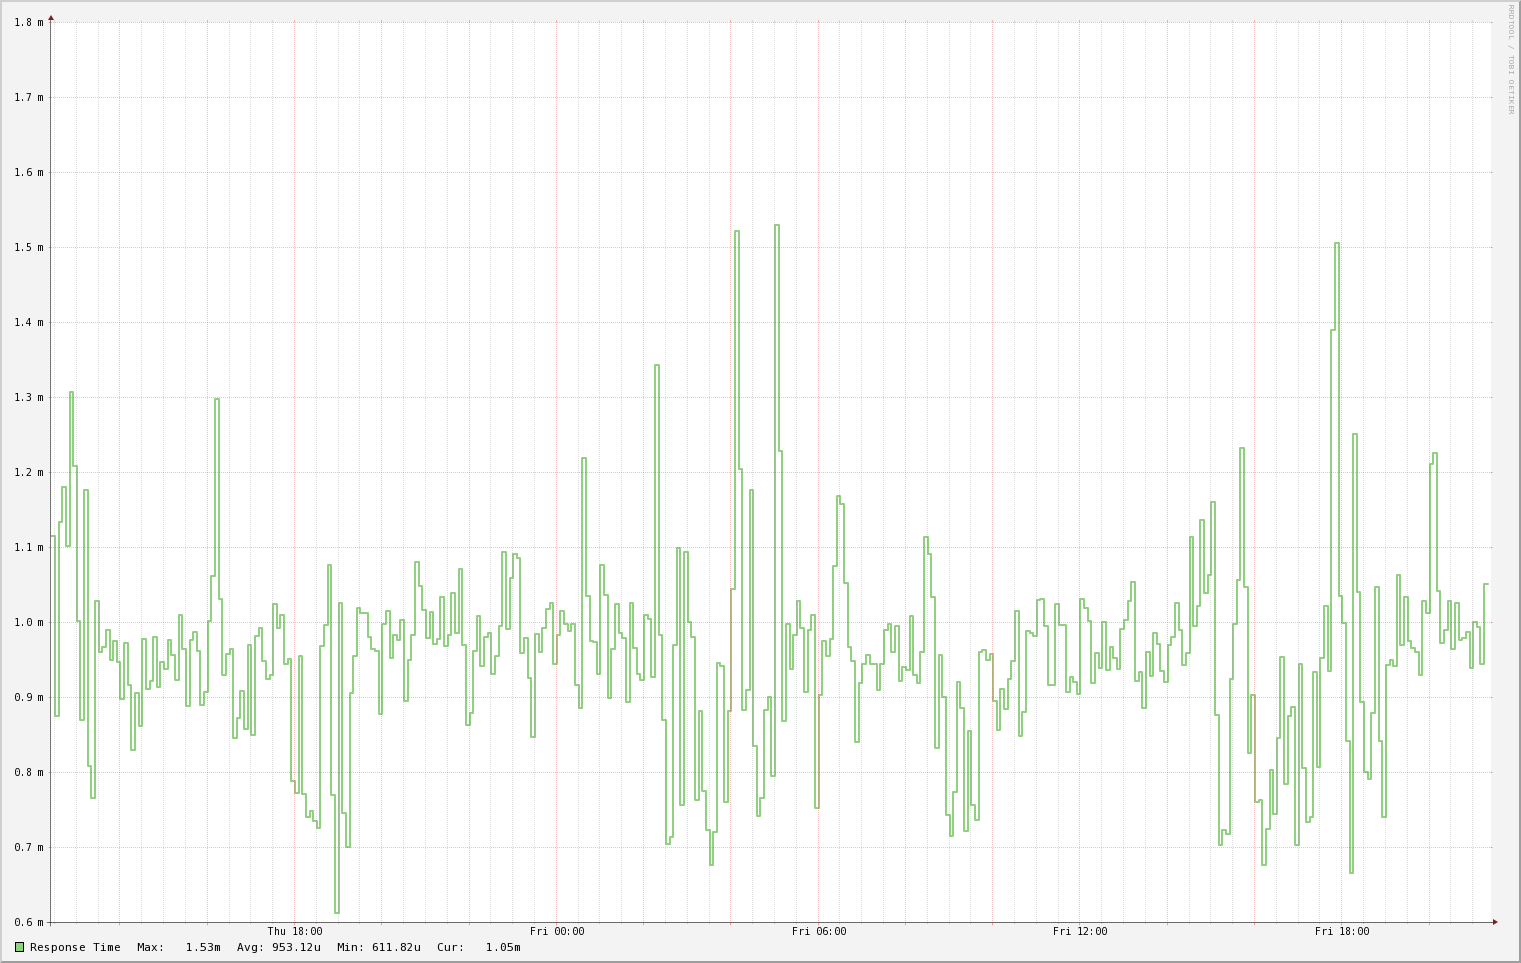 RRDTOOL / TOBI OETIKER
1.8 m
1.7 m
1.6 m
1.5 m
1.4 m
1.3 m
1.2 m
1.1 m
1.0 m
0.9 m
0.8 m
0.7 m
0.6 m
Thu 18:00 Fri 00:00 Fri 06:00 Fri 12:00 Fri 18:00
Response Time Max: 1.53m Avg: 953.12u Min: 611.82u Cur: 1.05m